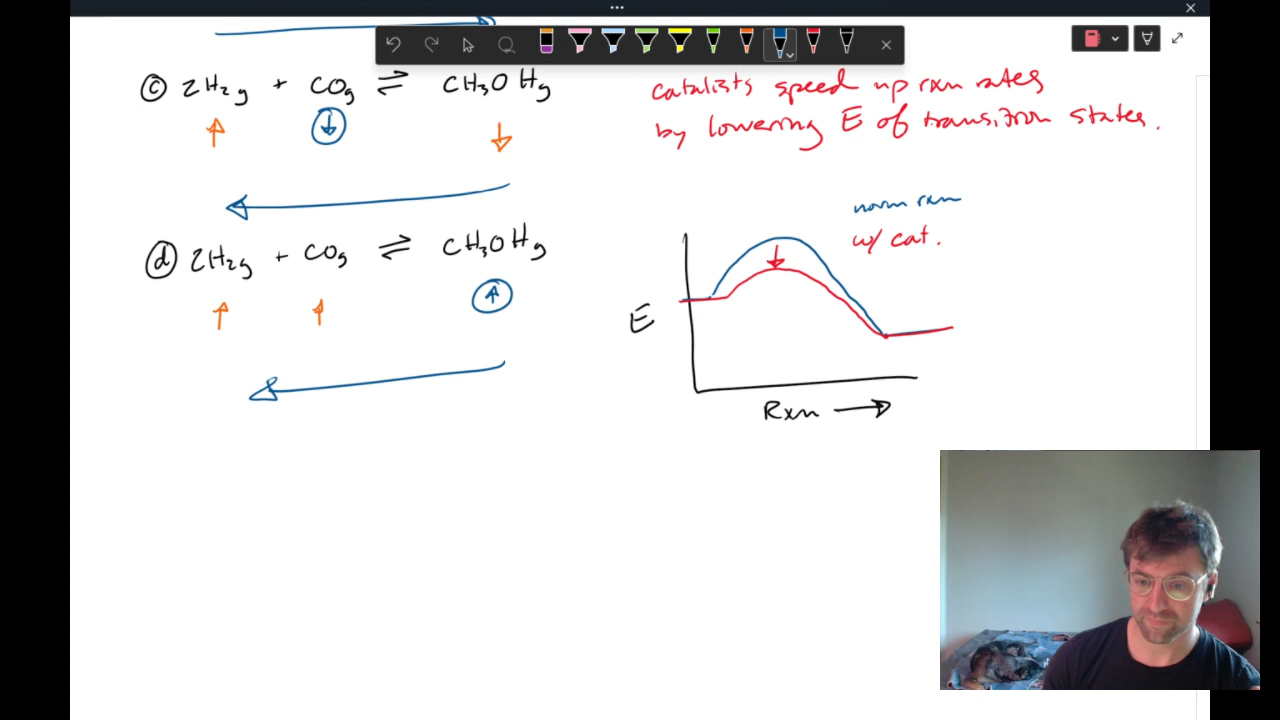 ⓒ 2H₂g + COg ⇌ CH₃OHg
catalists speed up rxn rates
by lowering E of transition states.
ⓓ 2H₂g + COg ⇌ CH₃OHg
norm rxn
w/ cat.
E
Rxn →